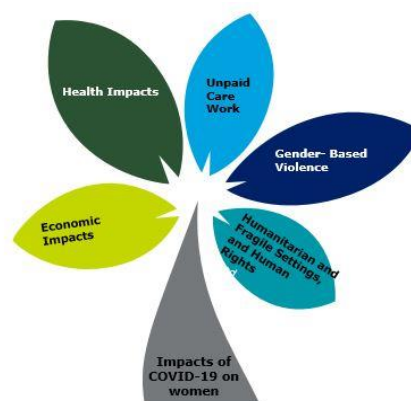 Health Impacts
Unpaid
Care
Work
Gender- Based
Violence
Economic
Impacts
Humanitarian and
Fragile Settings,
and Human
Rights
Impacts of
COVID-19 on
women